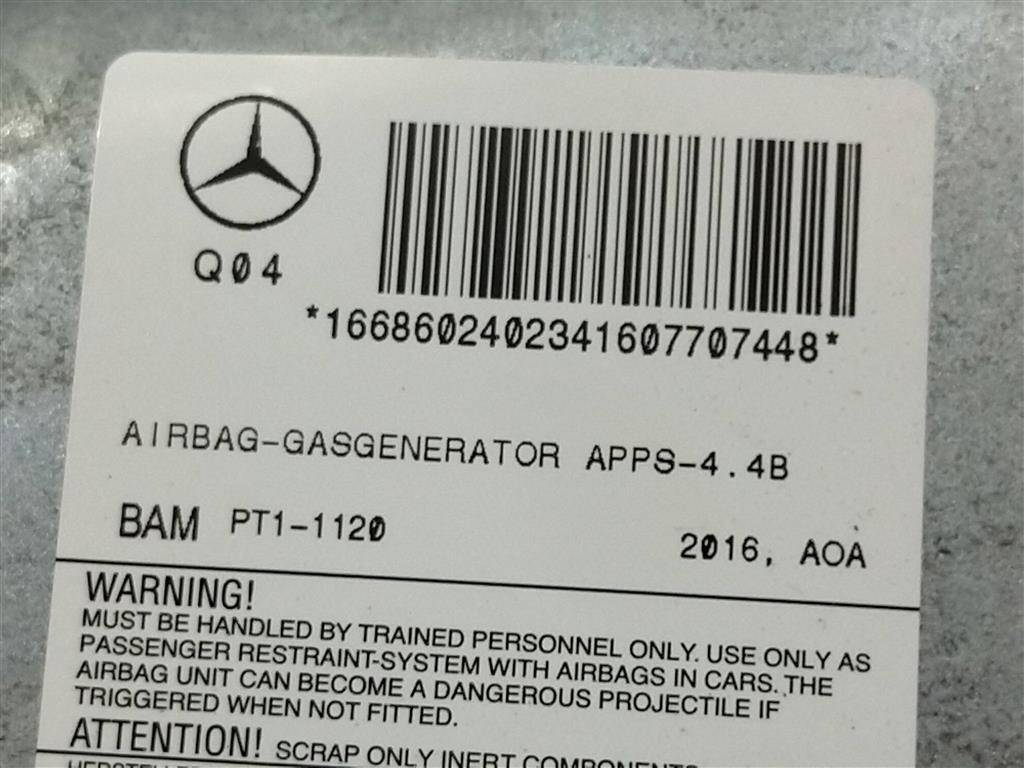 Q04
*1668602402341607707448*
AIRBAG-GASGENERATOR APPS-4.4B
BAM PT1-1120
2016, AOA
WARNING!
MUST BE HANDLED BY TRAINED PERSONNEL ONLY. USE ONLY AS
PASSENGER RESTRAINT-SYSTEM WITH AIRBAGS IN CARS. THE
AIRBAG UNIT CAN BECOME A DANGEROUS PROJECTILE IF
TRIGGERED WHEN NOT FITTED.
ATTENTION! SCRAP ONLY INERT COMPONENTS